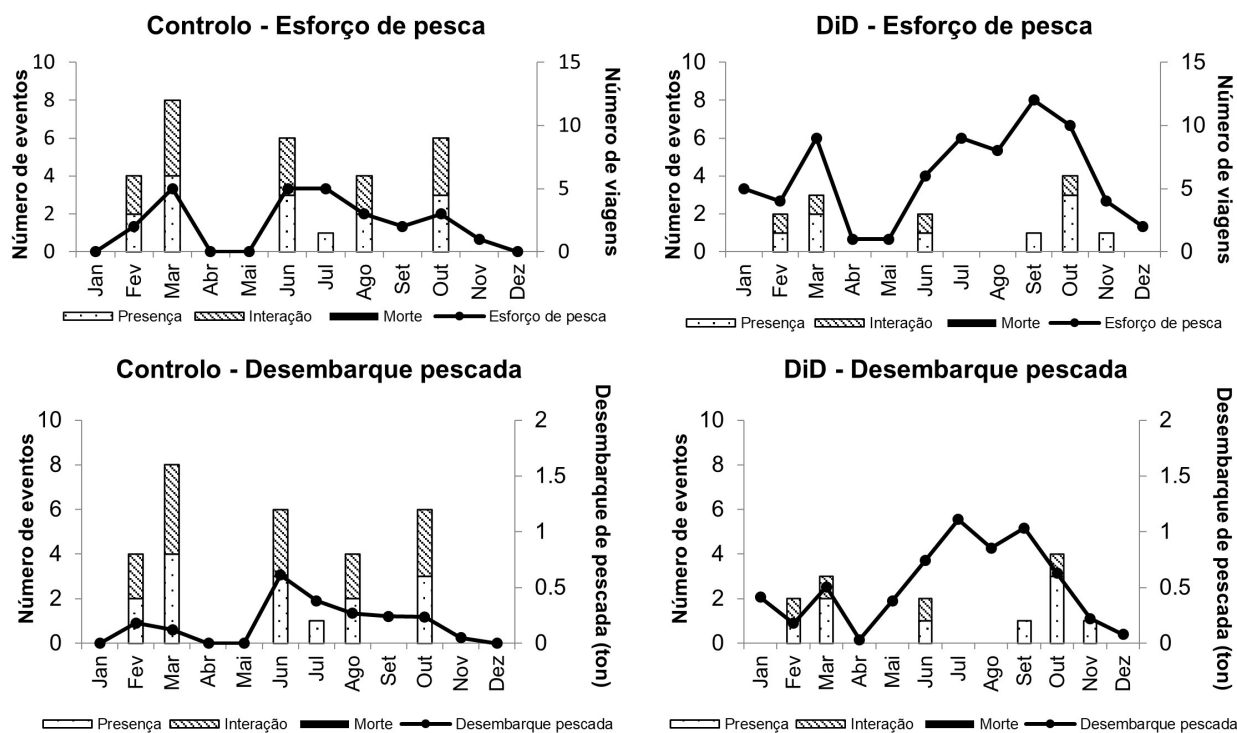 Controlo - Esforço de pesca
Número de eventos
10
8
6
4
2
0
15
10
5
0
Número de viagens
Jan Fev Mar Abr Mai Jun Jul Ago Set Out Nov Dez
Presença Interação Morte Esforço de pesca
DiD - Esforço de pesca
Número de eventos
10
8
6
4
2
0
15
10
5
0
Número de viagens
Jan Fev Mar Abr Mai Jun Jul Ago Set Out Nov Dez
Presença Interação Morte Esforço de pesca
Controlo - Desembarque pescada
Número de eventos
10
8
6
4
2
0
2
1.5
1
0.5
0
Desembarque de pescada (ton)
Jan Fev Mar Abr Mai Jun Jul Ago Set Out Nov Dez
Presença Interação Morte Desembarque pescada
DiD - Desembarque pescada
Número de eventos
10
8
6
4
2
0
2
1.5
1
0.5
0
Desembarque de pescada (ton)
Jan Fev Mar Abr Mai Jun Jul Ago Set Out Nov Dez
Presença Interação Morte Desembarque pescada